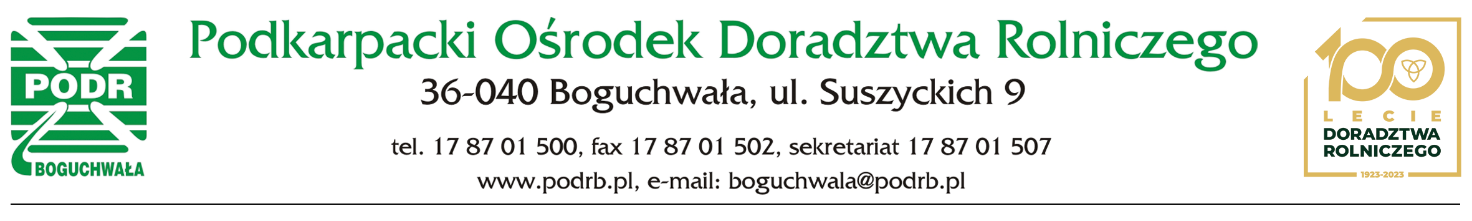 PODR
BOGUCHWAŁA
Podkarpacki Ośrodek Doradztwa Rolniczego
36-040 Boguchwała, ul. Suszyckich 9
tel. 17 87 01 500, fax 17 87 01 502, sekretariat 17 87 01 507
www.podrb.pl, e-mail: boguchwala@podrb.pl
100
LECIE
DORADZTWA
ROLNICZEGO
1923-2023